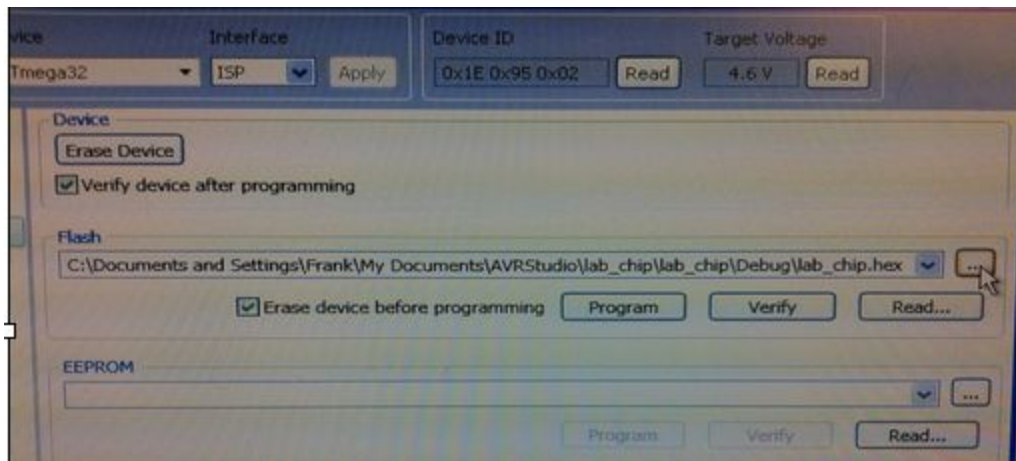 vice Interface Device ID Target Voltage
Tmega32 ISP Apply 0x1E 0x95 0x02 Read 4.6 V Read
Device
Erase Device
Verify device after programming
Flash
C:\Documents and Settings\Frank\My Documents\AVRStudio\lab_chip\lab_chip\Debug\lab_chip.hex ...
Erase device before programming Program Verify Read...
EEPROM
...
Program Verify Read...